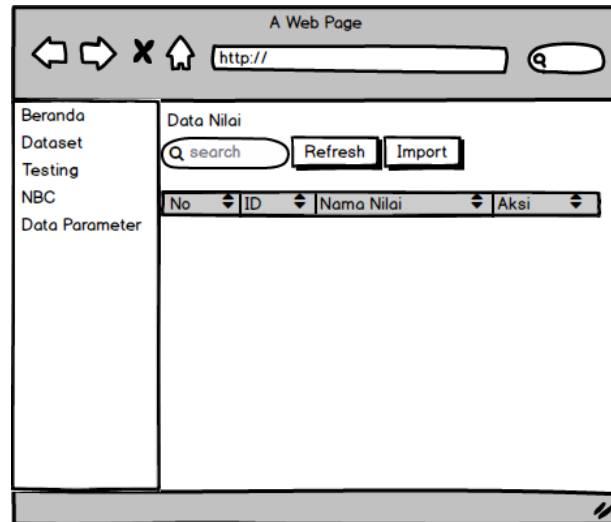 A Web Page
http://
Beranda
Dataset
Testing
NBC
Data Parameter
Data Nilai
search Refresh Import
No ID Nama Nilai Aksi